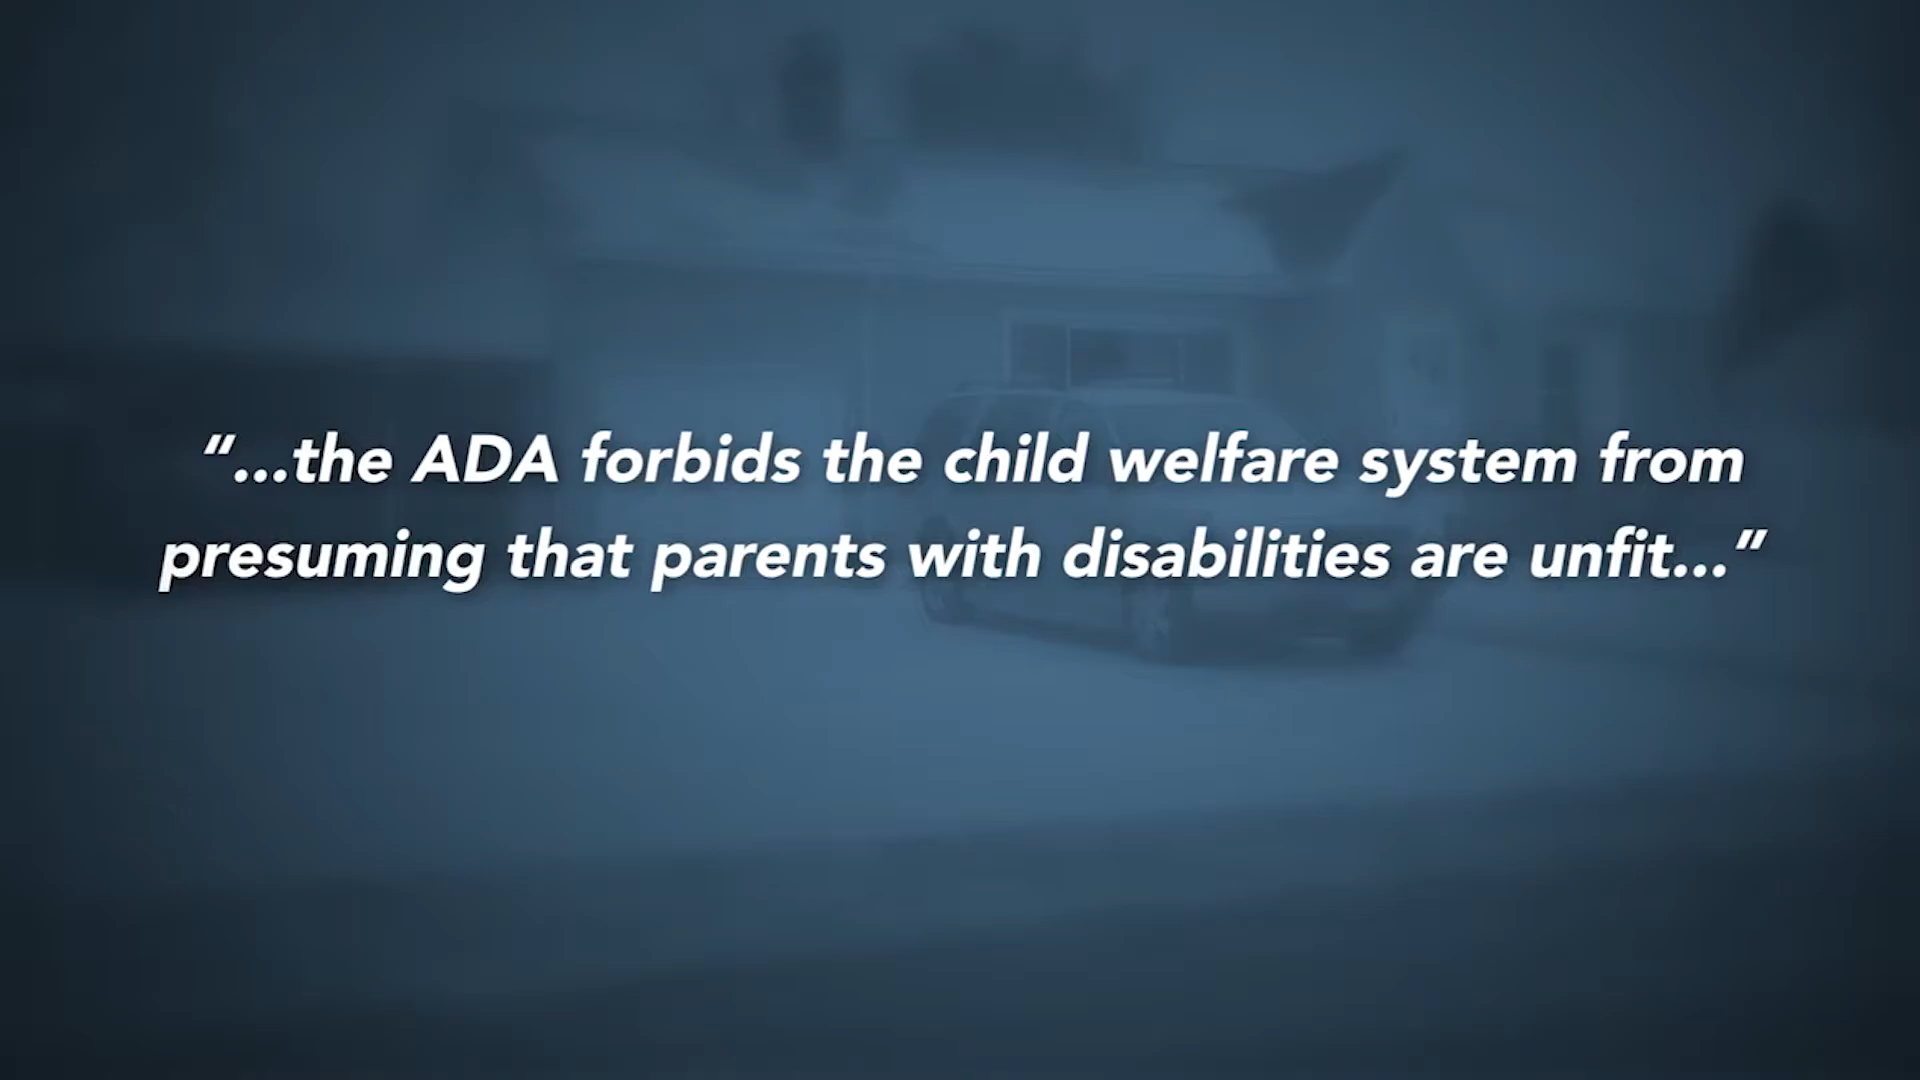 “...the ADA forbids the child welfare system from
presuming that parents with disabilities are unfit...”